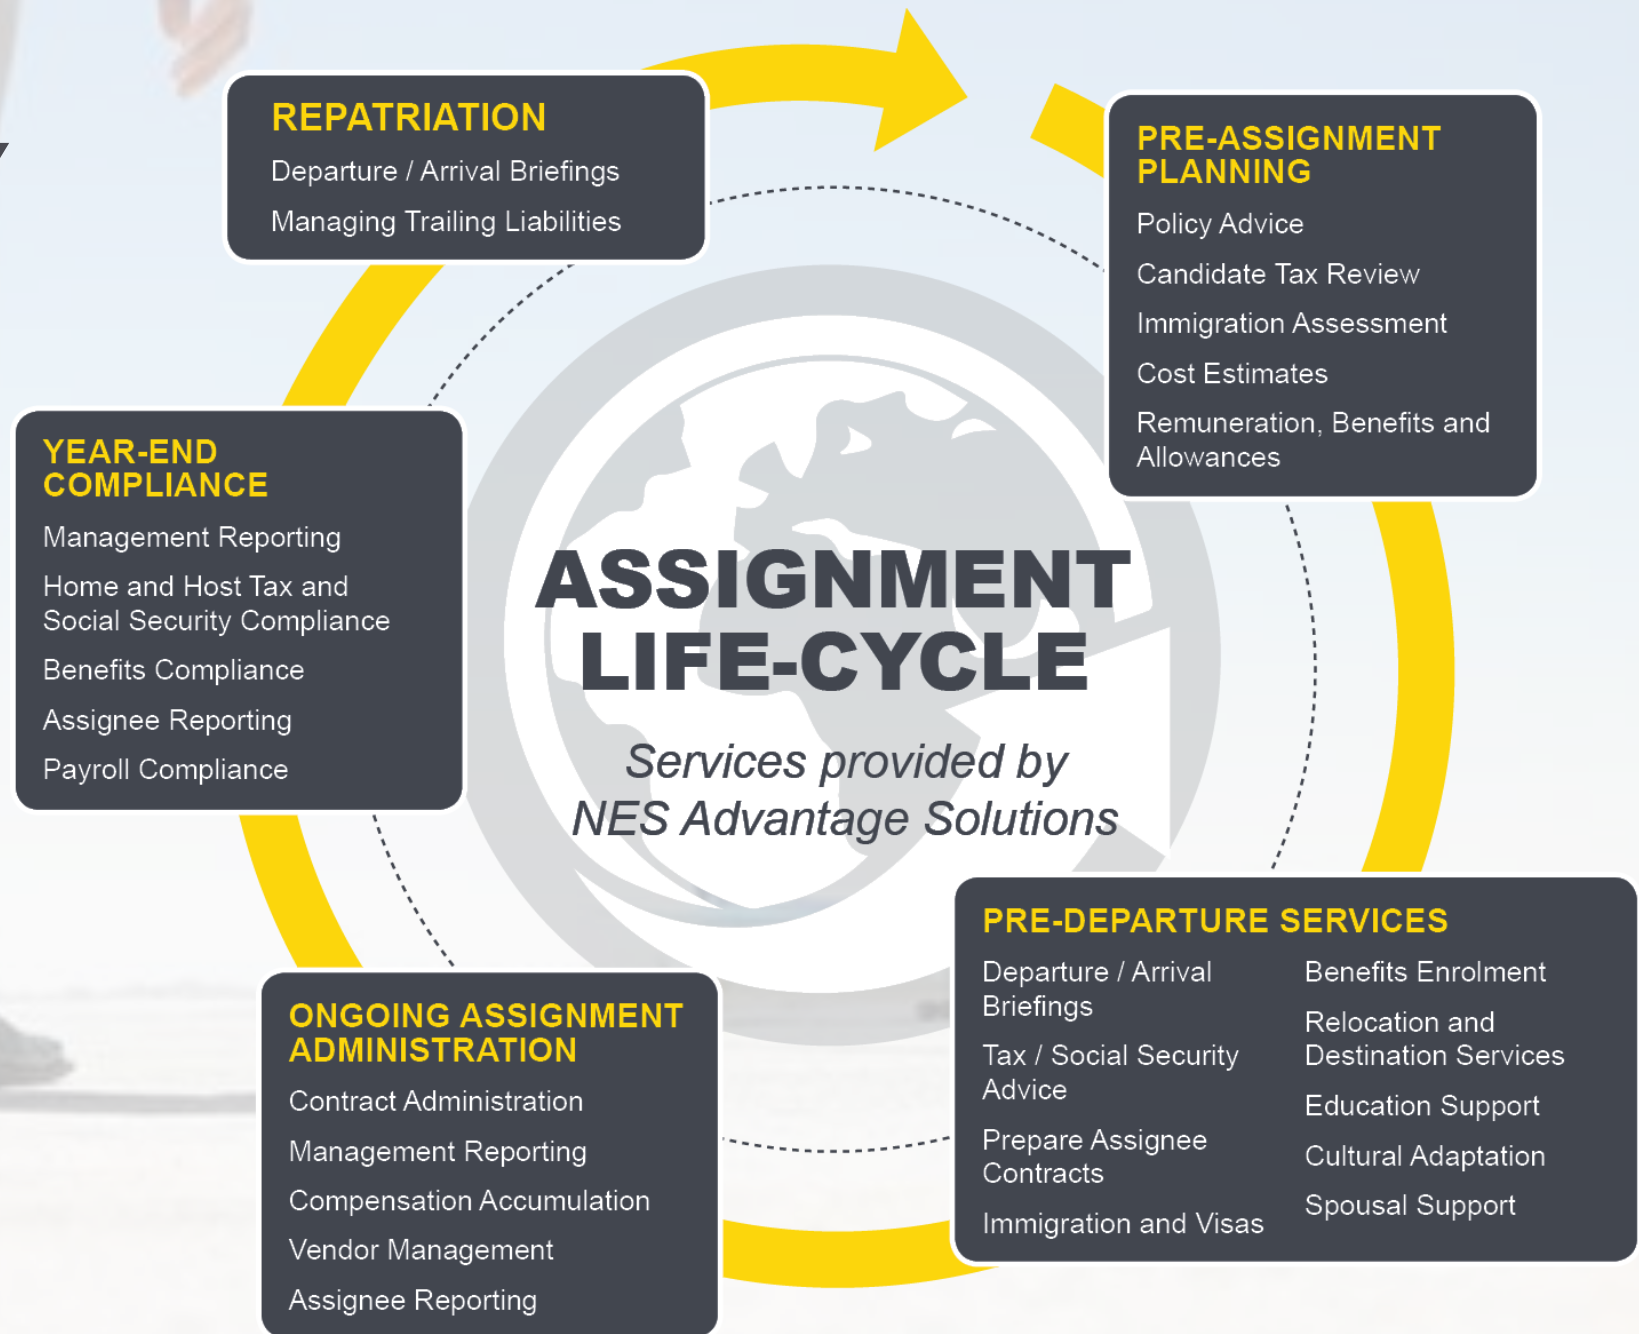 REPATRIATION
Departure / Arrival Briefings
Managing Trailing Liabilities
PRE-ASSIGNMENT
PLANNING
Policy Advice
Candidate Tax Review
Immigration Assessment
Cost Estimates
Remuneration, Benefits and
Allowances
YEAR-END
COMPLIANCE
Management Reporting
Home and Host Tax and
Social Security Compliance
Benefits Compliance
Assignee Reporting
Payroll Compliance
ASSIGNMENT
LIFE-CYCLE
Services provided by
NES Advantage Solutions
PRE-DEPARTURE SERVICES
Departure / Arrival
Briefings
Tax / Social Security
Advice
Prepare Assignee
Contracts
Immigration and Visas
Benefits Enrolment
Relocation and
Destination Services
Education Support
Cultural Adaptation
Spousal Support
ONGOING ASSIGNMENT
ADMINISTRATION
Contract Administration
Management Reporting
Compensation Accumulation
Vendor Management
Assignee Reporting